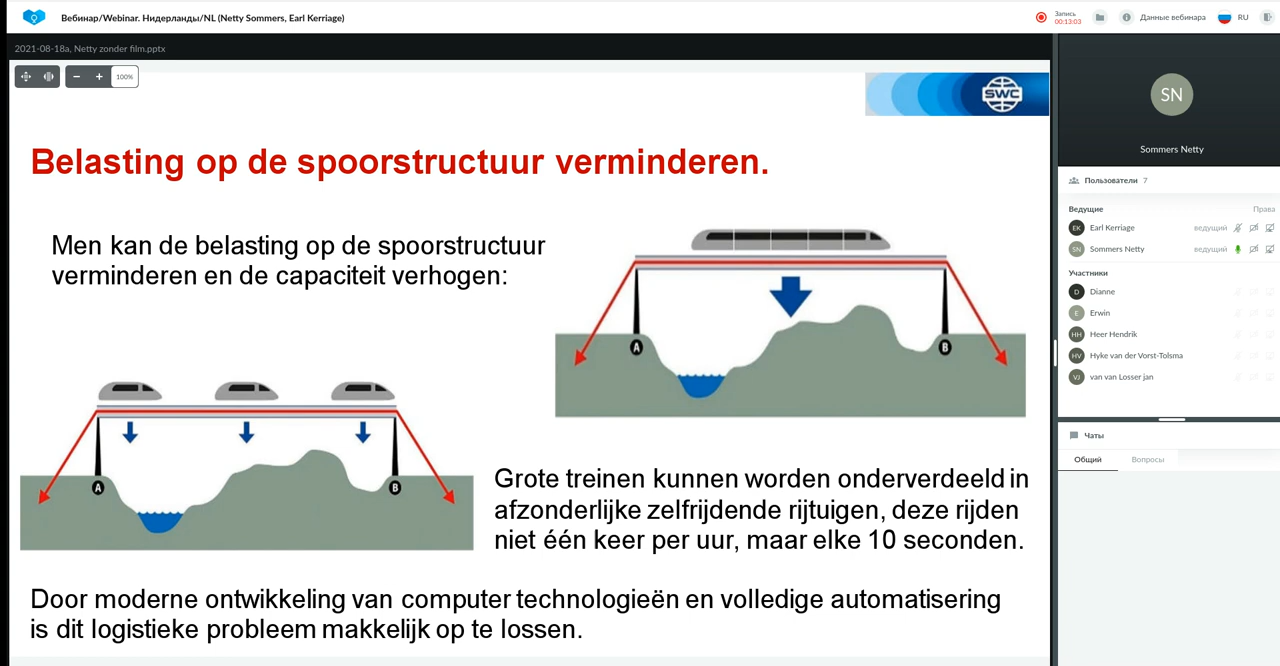 Вебинар/Webinar. Нидерланды/NL (Netty Sommers, Earl Kerriage)
Запись
00:13:03
Данные вебинара
RU
2021-08-18a, Netty zonder film.pptx
100%
SWC
Belasting op de spoorstructuur verminderen.
Men kan de belasting op de spoorstructuur
verminderen en de capaciteit verhogen:
A
B
A
B
Grote treinen kunnen worden onderverdeeld in
afzonderlijke zelfrijdende rijtuigen, deze rijden
niet één keer per uur, maar elke 10 seconden.
Door moderne ontwikkeling van computer technologieën en volledige automatisering
is dit logistieke probleem makkelijk op te lossen.
SN
Sommers Netty
Пользователи 7
Ведущие Права
EK Earl Kerriage ведущий
SN Sommers Netty ведущий
Участники
D Dianne
E Erwin
HH Heer Hendrik
HV Hyke van der Vorst-Tolsma
VJ van van Losser jan
Чаты
Общий Вопросы